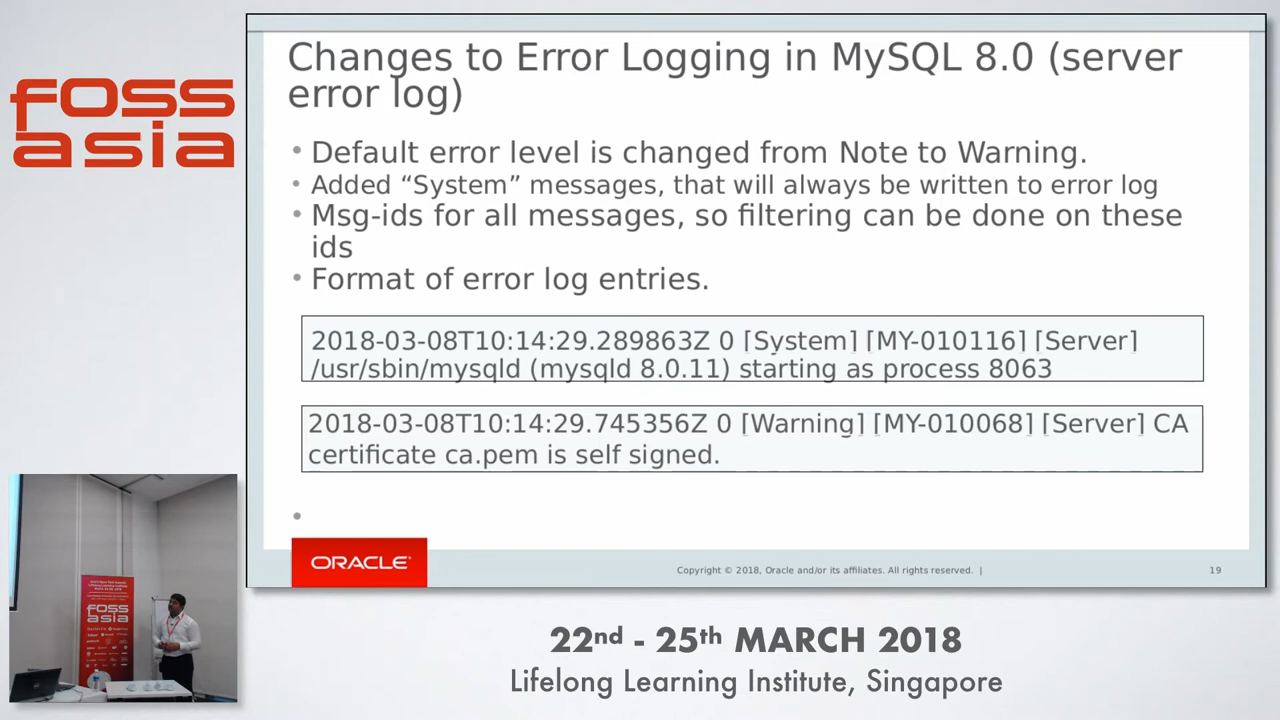 foss
asia
Changes to Error Logging in MySQL 8.0 (server
error log)
• Default error level is changed from Note to Warning.
• Added “System” messages, that will always be written to error log
• Msg-ids for all messages, so filtering can be done on these
ids
• Format of error log entries.
2018-03-08T10:14:29.289863Z 0 [System] [MY-010116] [Server]
/usr/sbin/mysqld (mysqld 8.0.11) starting as process 8063
2018-03-08T10:14:29.745356Z 0 [Warning] [MY-010068] [Server] CA
certificate ca.pem is self signed.
•
ORACLE®
Copyright © 2018, Oracle and/or its affiliates. All rights reserved. |
19
foss
asia
22nd - 25th MARCH 2018
Lifelong Learning Institute, Singapore